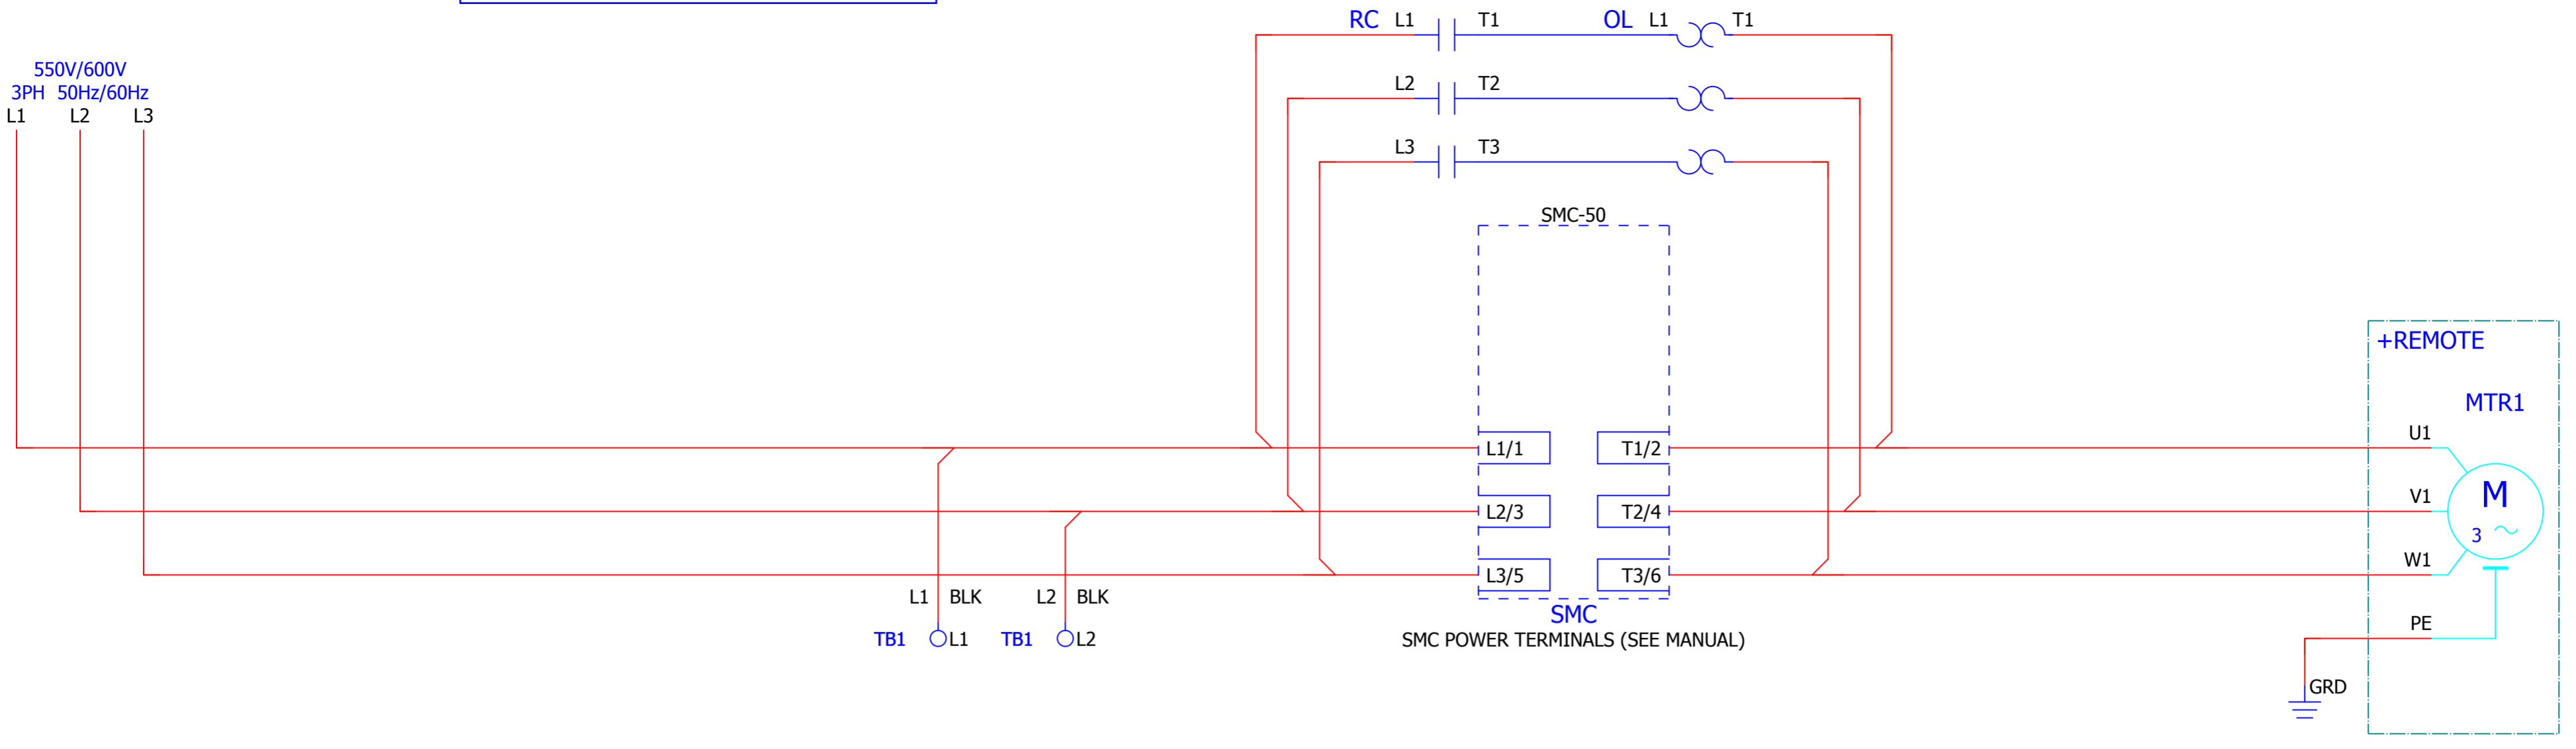 RC L1 T1 OL L1 T1
550V/600V
3PH 50Hz/60Hz
L1 L2 L3
L2 T2
L3 T3
SMC-50
+REMOTE
MTR1
L1/1 T1/2 U1
L2/3 T2/4 V1
M
3
L3/5 T3/6 W1
L1 BLK L2 BLK
SMC
TB1 L1 TB1 L2
SMC POWER TERMINALS (SEE MANUAL)
PE
GRD